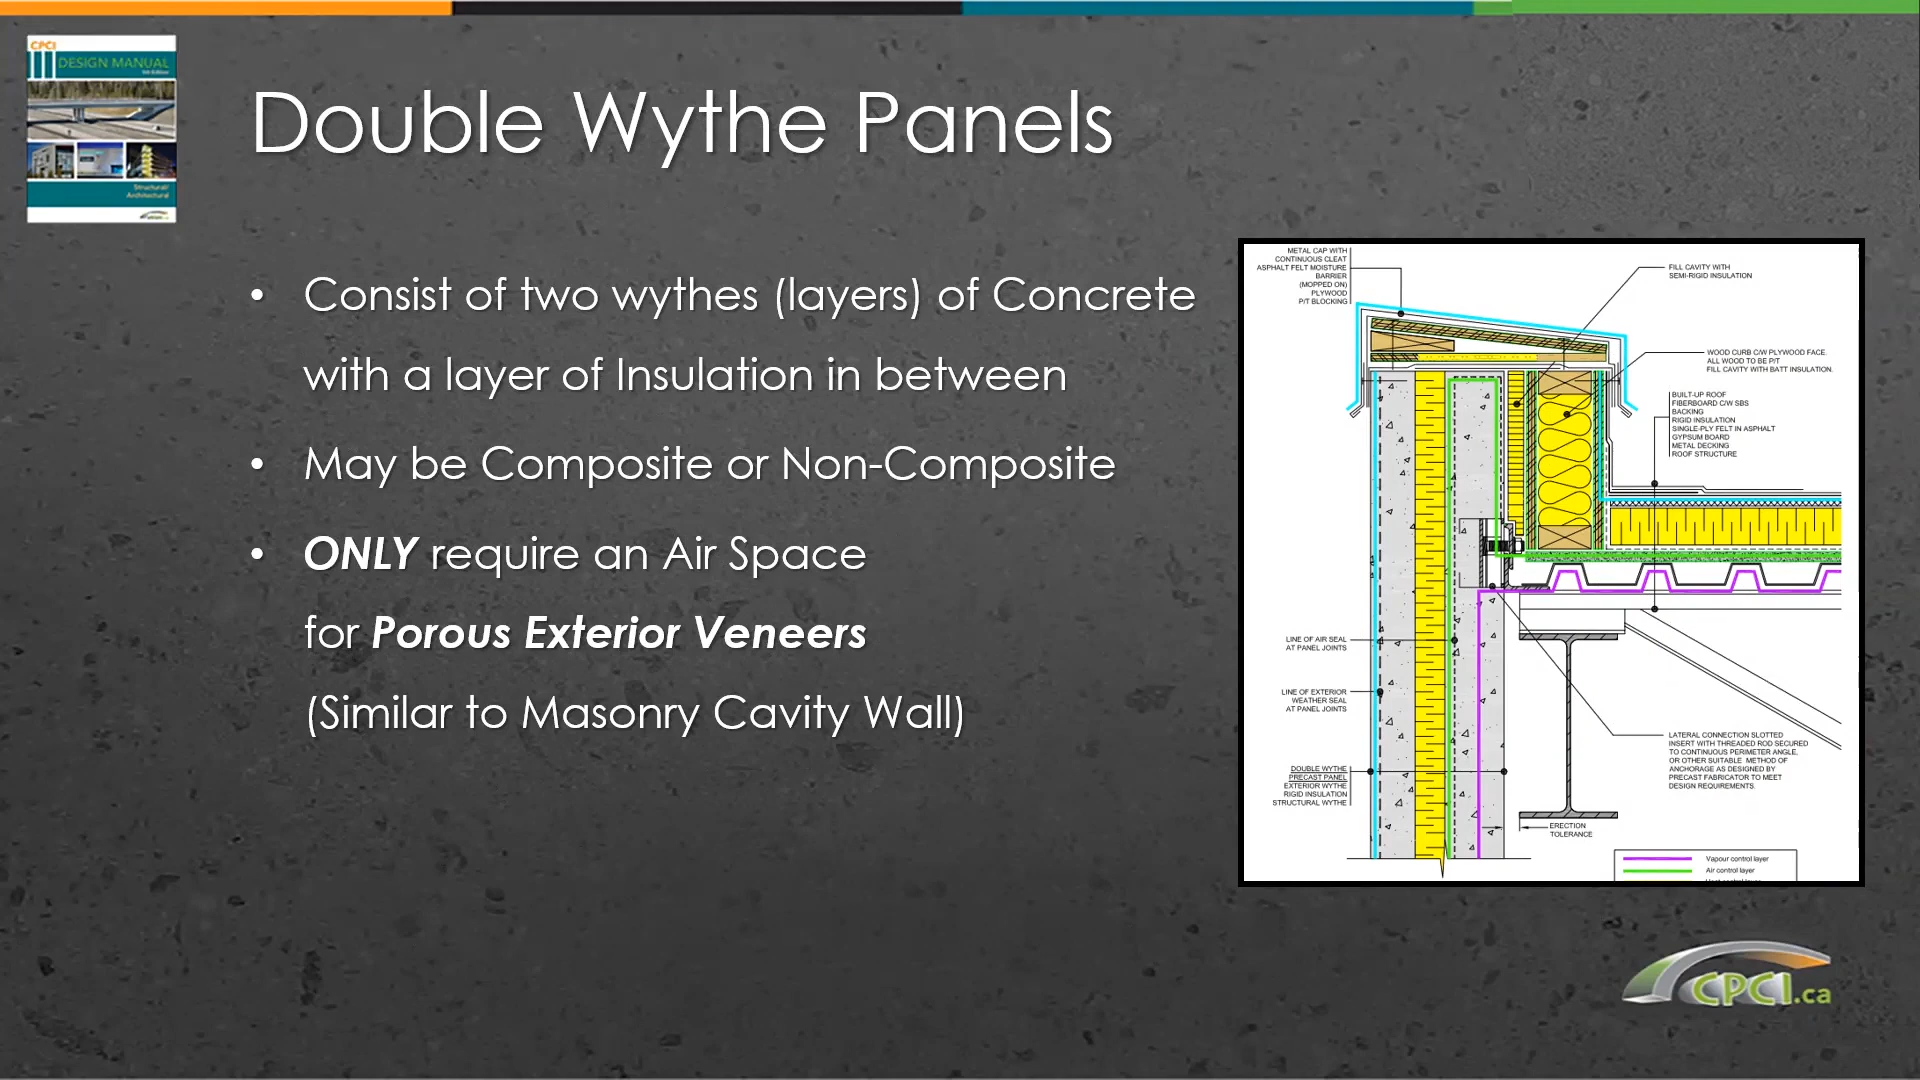 CPCI
DESIGN MANUAL
Structural/
Architectural
Double Wythe Panels
• Consist of two wythes (layers) of Concrete
with a layer of Insulation in between
• May be Composite or Non-Composite
• ONLY require an Air Space
for Porous Exterior Veneers
(Similar to Masonry Cavity Wall)
METAL CAP WITH
CONTINUOUS CLEAT
ASPHALT FELT MOISTURE
BARRIER
(MOPPED ON)
PLYWOOD
P/T BLOCKING
FILL CAVITY WITH
SEMI-RIGID INSULATION
WOOD CURB C/W PLYWOOD FACE.
ALL WOOD TO BE P/T
FILL CAVITY WITH BATT INSULATION.
BUILT-UP ROOF
FIBERBOARD C/W SBS
BACKING
RIGID INSULATION
SINGLE-PLY FELT IN ASPHALT
GYPSUM BOARD
METAL DECKING
ROOF STRUCTURE
LINE OF AIR SEAL
AT PANEL JOINTS
LINE OF EXTERIOR
WEATHER SEAL
AT PANEL JOINTS
DOUBLE WYTHE
PRECAST PANEL
EXTERIOR WYTHE
RIGID INSULATION
STRUCTURAL WYTHE
LATERAL CONNECTION SLOTTED
INSERT WITH THREADED ROD SECURED
TO CONTINUOUS PERIMETER ANGLE,
OR OTHER SUITABLE METHOD OF
ANCHORAGE AS DESIGNED BY
PRECAST FABRICATOR TO MEET
DESIGN REQUIREMENTS.
ERECTION
TOLERANCE
Vapour control layer
Air control layer
CPCI.ca